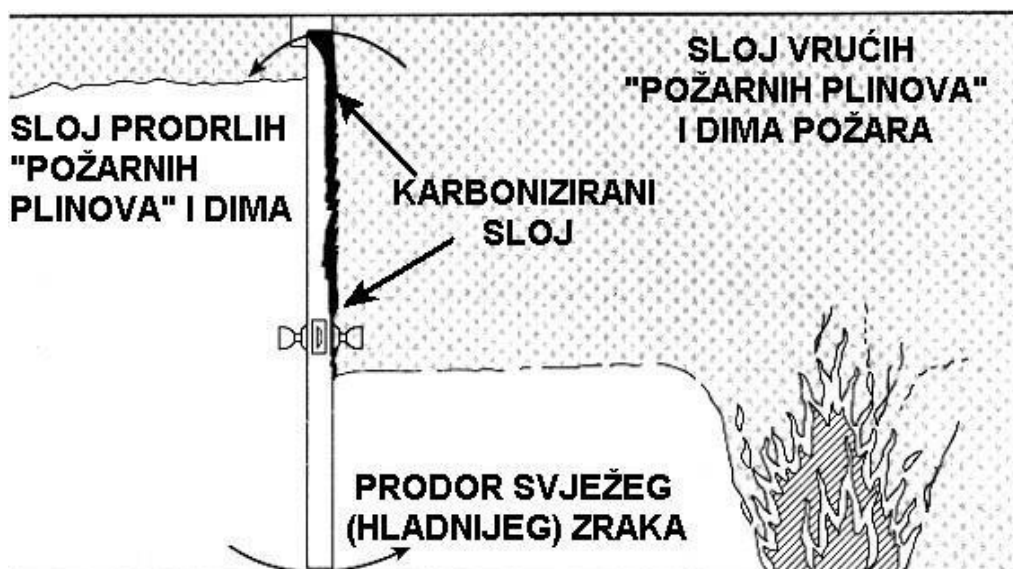 SLOJ VRUĆIH
"POŽARNIH PLINOVA"
I DIMA POŽARA
SLOJ PRODRLIH
"POŽARNIH
PLINOVA" I DIMA
KARBONIZIRANI
SLOJ
PRODOR SVJEŽEG
(HLADNIJEG) ZRAKA